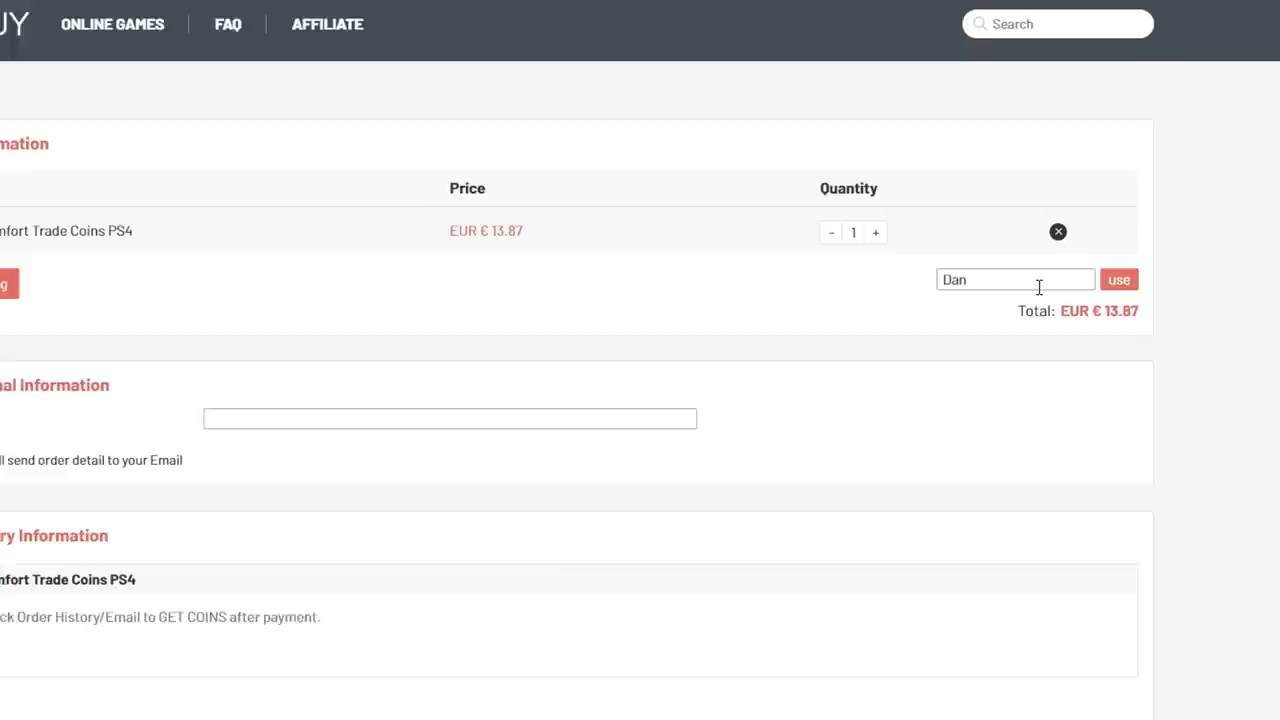 UY ONLINE GAMES FAQ AFFILIATE Search
mation
Price Quantity
nfort Trade Coins PS4 EUR € 13.87 - 1 +
g Dan use
Total: EUR € 13.87
nal Information
ll send order detail to your Email
ry Information
nfort Trade Coins PS4
ck Order History/Email to GET COINS after payment.